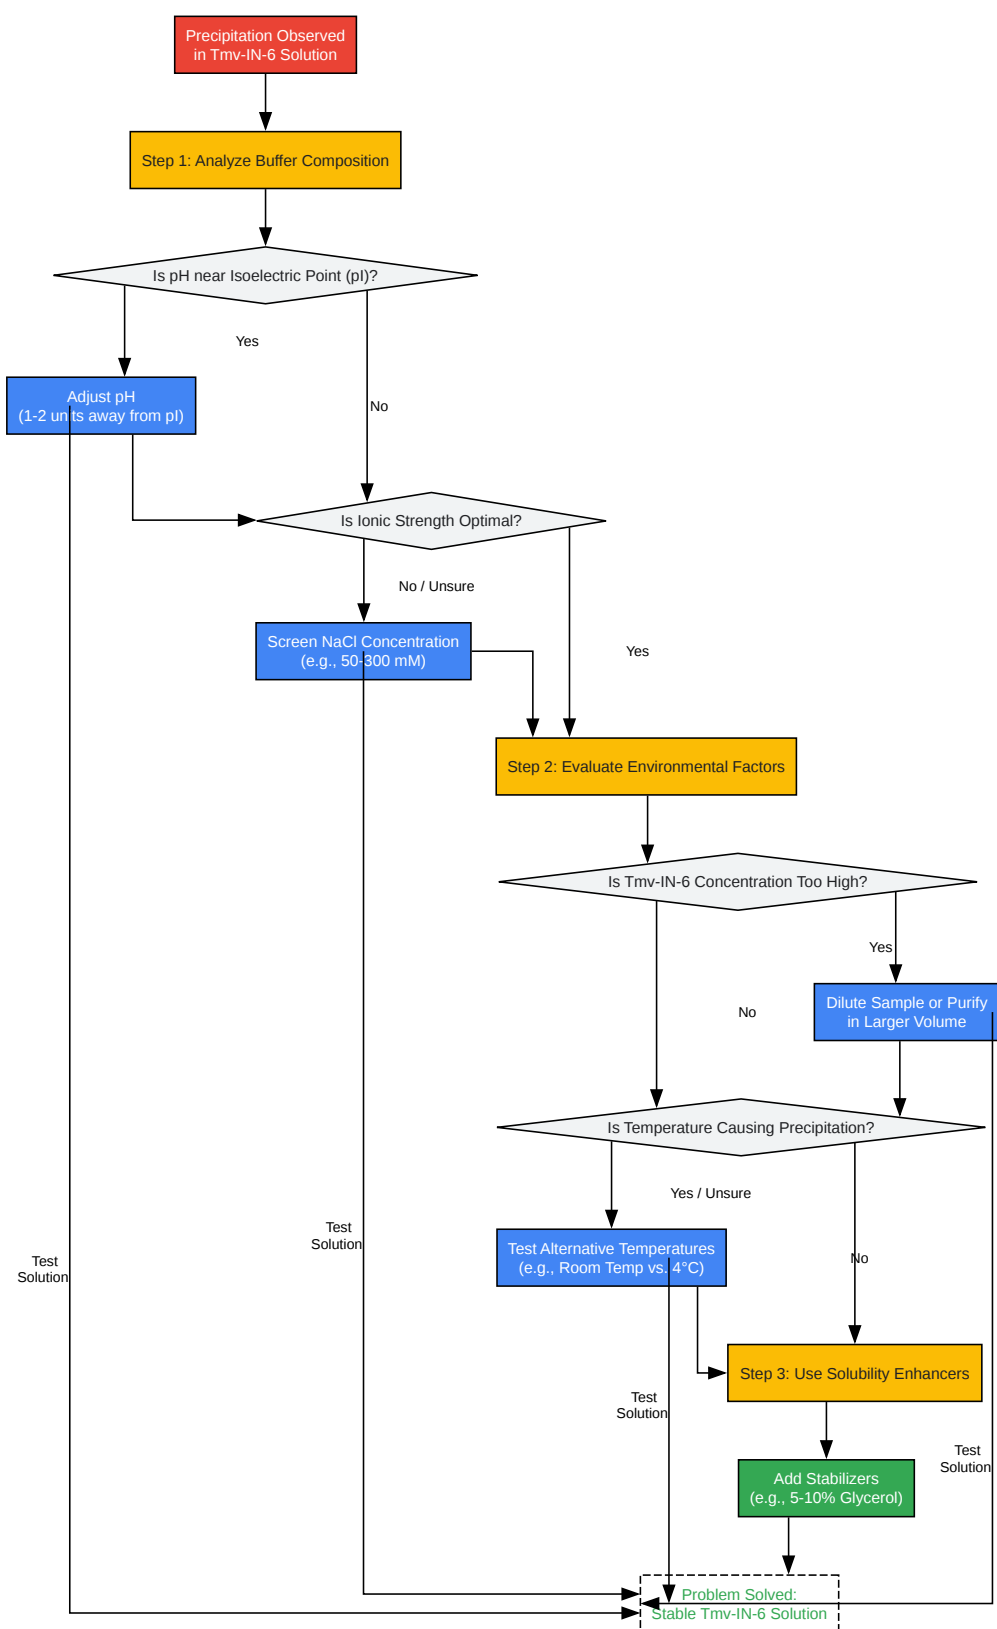 Precipitation Observed
in Tmv-IN-6 Solution
Step 1: Analyze Buffer Composition
Is pH near Isoelectric Point (pI)?
Yes
Adjust pH
(1-2 units away from pI)
No
Is Ionic Strength Optimal?
No / Unsure
Screen NaCl Concentration
(e.g., 50-300 mM)
Yes
Step 2: Evaluate Environmental Factors
Is Tmv-IN-6 Concentration Too High?
Yes
Dilute Sample or Purify
in Larger Volume
No
Is Temperature Causing Precipitation?
Yes / Unsure
Test
Solution
Test
Solution
Test Alternative Temperatures
(e.g., Room Temp vs. 4°C)
No
Step 3: Use Solubility Enhancers
Test
Solution
Test
Solution
Add Stabilizers
(e.g., 5-10% Glycerol)
Problem Solved:
Stable Tmv-IN-6 Solution